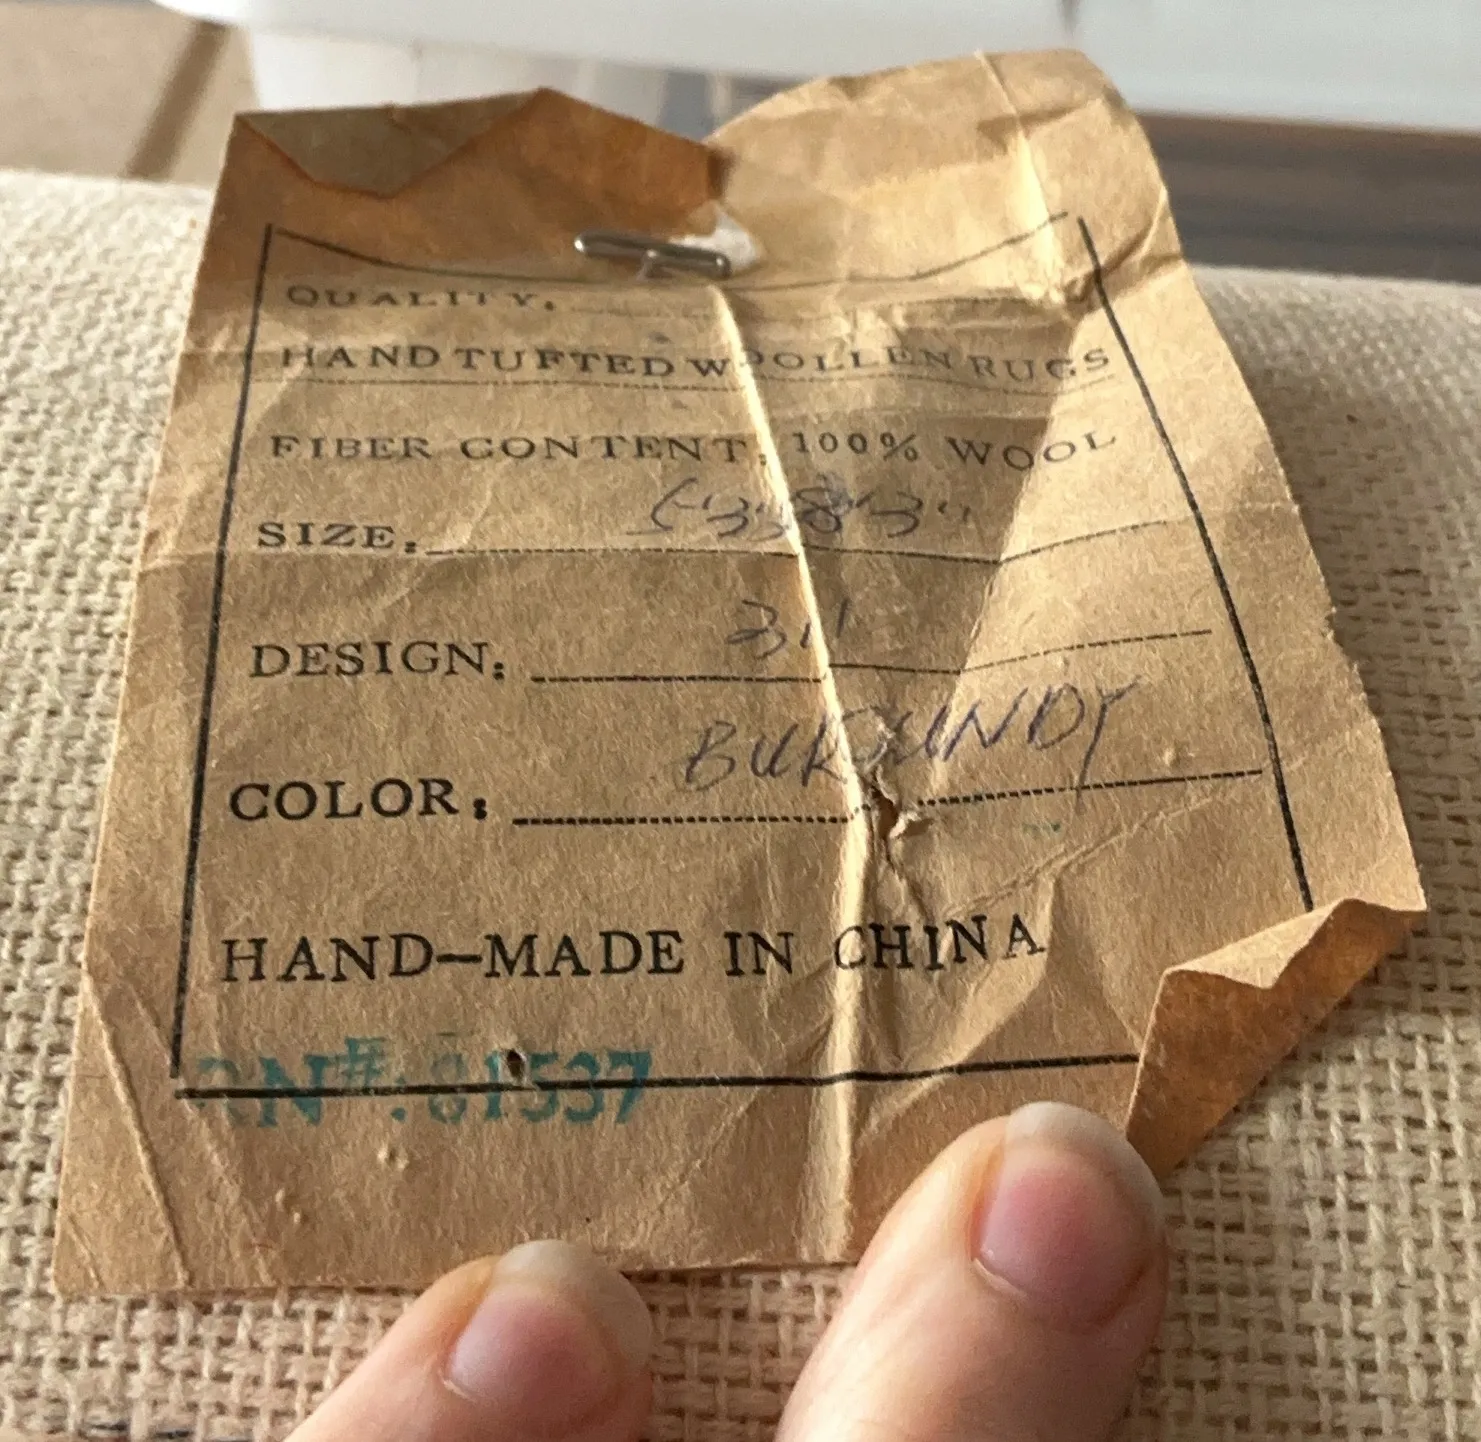 QUALITY:
HAND TUFTED WOOLLEN RUGS
FIBER CONTENT: 100% WOOL
SIZE:
DESIGN:
COLOR: BURGUNDY
HAND-MADE IN CHINA
RN#:81537